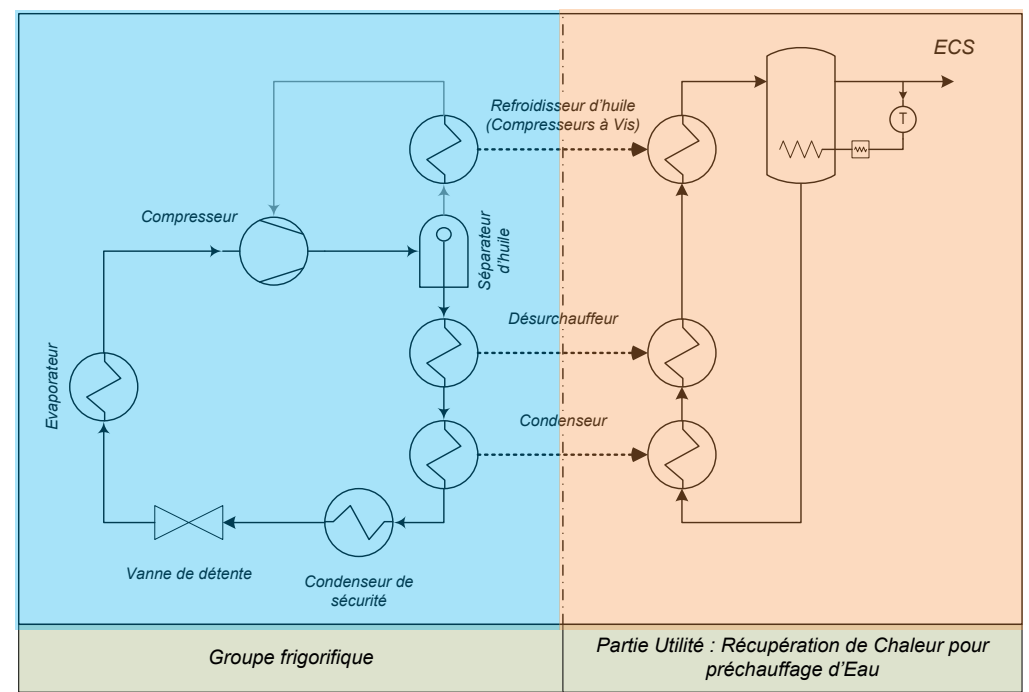 ECS
Refroidisseur d'huile
(Compresseurs à Vis)
T
Compresseur
Séparateur
d'huile
Désurchauffeur
Evaporateur
Condenseur
Vanne de détente
Condenseur de
sécurité
Groupe frigorifique
Partie Utilité : Récupération de Chaleur pour
préchauffage d'Eau